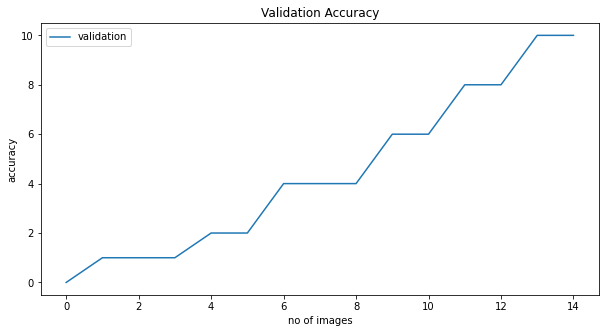 Validation Accuracy
validation
accuracy
10
8
6
4
2
0
0 2 4 6 8 10 12 14
no of images